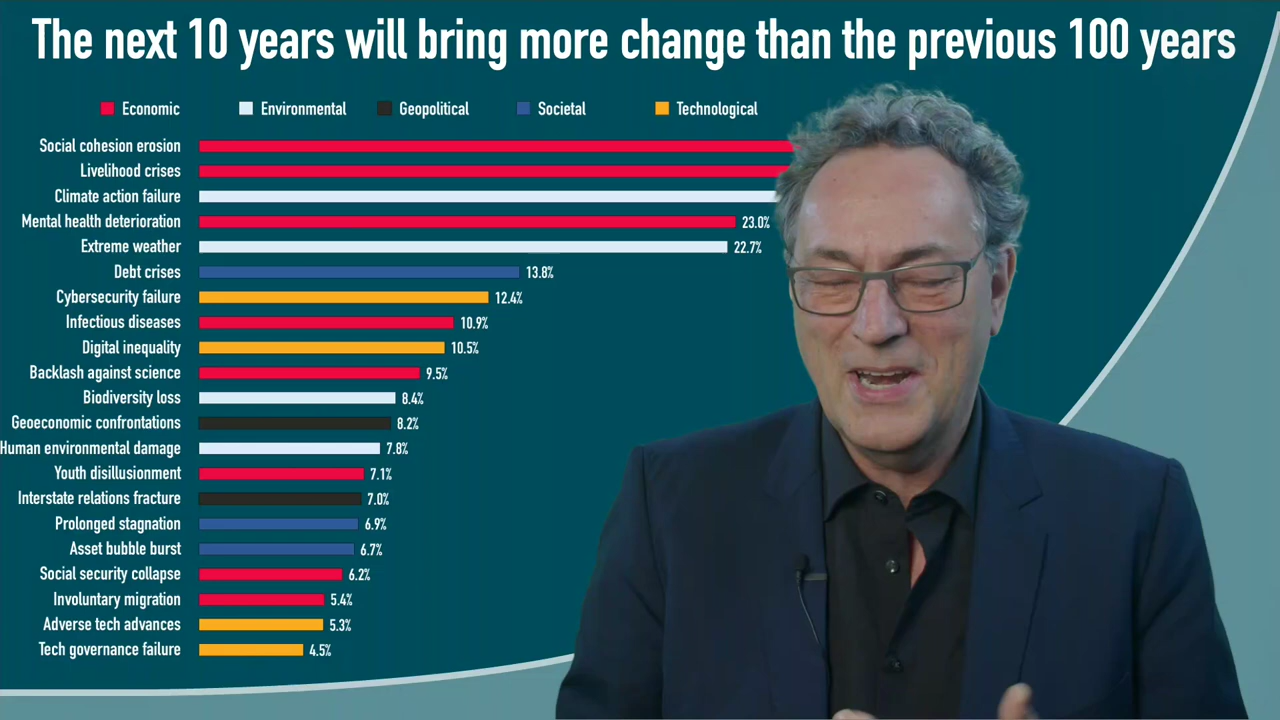 The next 10 years will bring more change than the previous 100 years
Economic Environmental Geopolitical Societal Technological
Social cohesion erosion
Livelihood crises
Climate action failure
Mental health deterioration 23.0%
Extreme weather 22.7%
Debt crises 13.8%
Cybersecurity failure 12.4%
Infectious diseases 10.9%
Digital inequality 10.5%
Backlash against science 9.5%
Biodiversity loss 8.4%
Geoeconomic confrontations 8.2%
Human environmental damage 7.8%
Youth disillusionment 7.1%
Interstate relations fracture 7.0%
Prolonged stagnation 6.9%
Asset bubble burst 6.7%
Social security collapse 6.2%
Involuntary migration 5.4%
Adverse tech advances 5.3%
Tech governance failure 4.5%